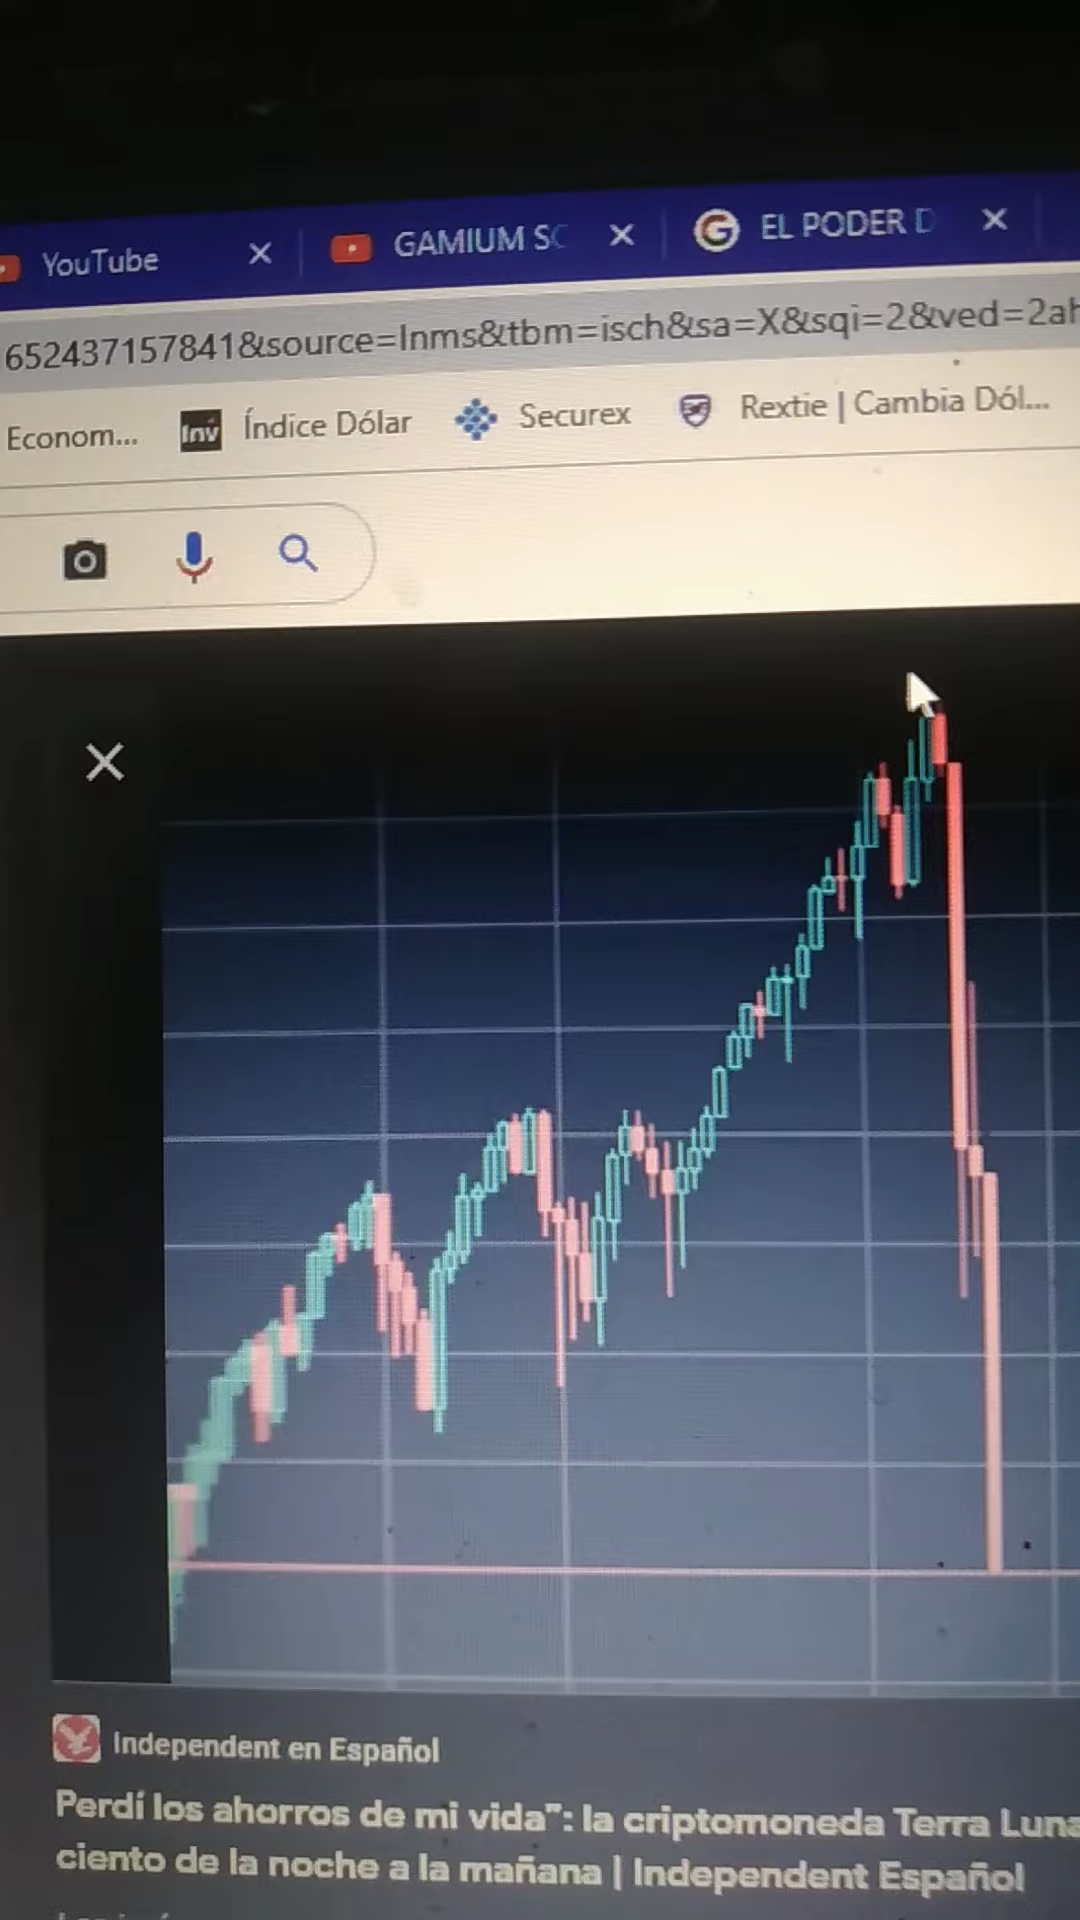 YouTube
GAMIUM SC
EL PODER D
652437157841&source=lnms&tbm=isch&sa=X&sqi=2&ved=2ah
Econom...
Inv
Índice Dólar
Securex
Rextie | Cambia Dól...
Independent en Español
Perdí los ahorros de mi vida": la criptomoneda Terra Luna
ciento de la noche a la mañana | Independent Español